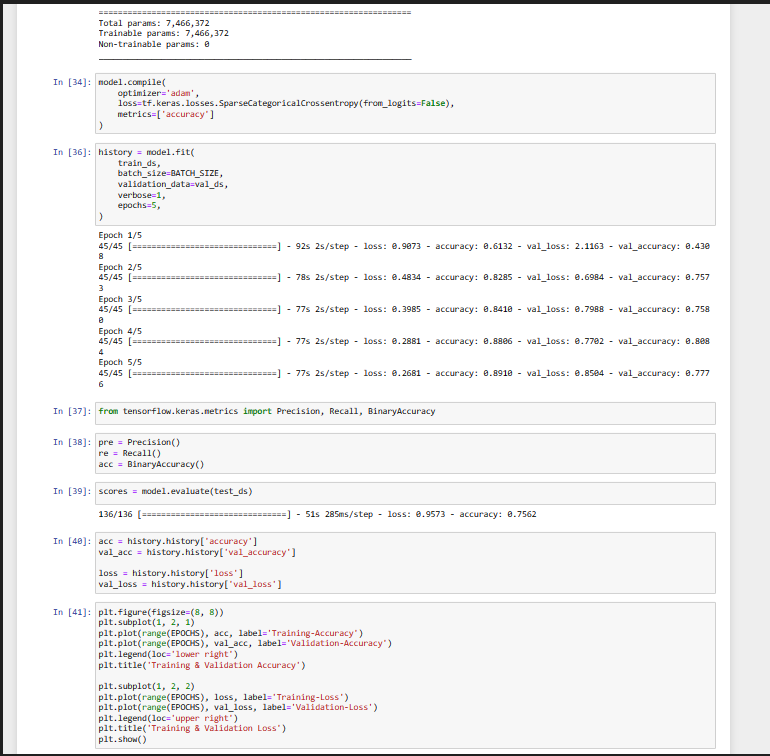 ================================================================
Total params: 7,466,372
Trainable params: 7,466,372
Non-trainable params: 0
________________________________________________________________
In [34]: model.compile(
optimizer='adam',
loss=tf.keras.losses.SparseCategoricalCrossentropy(from_logits=False),
metrics=['accuracy']
)
In [36]: history = model.fit(
train_ds,
batch_size=BATCH_SIZE,
validation_data=val_ds,
verbose=1,
epochs=5,
)
Epoch 1/5
45/45 [==============================] - 92s 2s/step - loss: 0.9073 - accuracy: 0.6132 - val_loss: 2.1163 - val_accuracy: 0.430
8
Epoch 2/5
45/45 [==============================] - 78s 2s/step - loss: 0.4834 - accuracy: 0.8285 - val_loss: 0.6984 - val_accuracy: 0.757
3
Epoch 3/5
45/45 [==============================] - 77s 2s/step - loss: 0.3985 - accuracy: 0.8410 - val_loss: 0.7988 - val_accuracy: 0.758
0
Epoch 4/5
45/45 [==============================] - 77s 2s/step - loss: 0.2881 - accuracy: 0.8806 - val_loss: 0.7702 - val_accuracy: 0.808
4
Epoch 5/5
45/45 [==============================] - 77s 2s/step - loss: 0.2681 - accuracy: 0.8910 - val_loss: 0.8504 - val_accuracy: 0.777
6
In [37]: from tensorflow.keras.metrics import Precision, Recall, BinaryAccuracy
In [38]: pre = Precision()
re = Recall()
acc = BinaryAccuracy()
In [39]: scores = model.evaluate(test_ds)
136/136 [==============================] - 51s 285ms/step - loss: 0.9573 - accuracy: 0.7562
In [40]: acc = history.history['accuracy']
val_acc = history.history['val_accuracy']
loss = history.history['loss']
val_loss = history.history['val_loss']
In [41]: plt.figure(figsize=(8, 8))
plt.subplot(1, 2, 1)
plt.plot(range(EPOCHS), acc, label='Training-Accuracy')
plt.plot(range(EPOCHS), val_acc, label='Validation-Accuracy')
plt.legend(loc='lower right')
plt.title('Training & Validation Accuracy')
plt.subplot(1, 2, 2)
plt.plot(range(EPOCHS), loss, label='Training-Loss')
plt.plot(range(EPOCHS), val_loss, label='Validation-Loss')
plt.legend(loc='upper right')
plt.title('Training & Validation Loss')
plt.show()